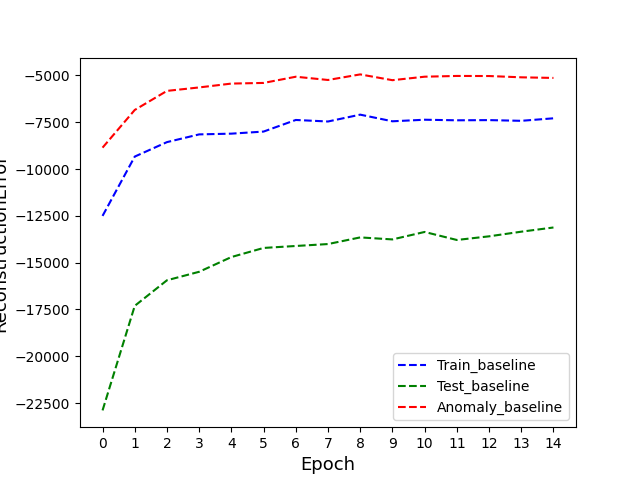 −5000
−7500
−10000
−12500
−15000
−17500
−20000
−22500
ReconstructionError
0 1 2 3 4 5 6 7 8 9 10 11 12 13 14
Epoch
Train_baseline
Test_baseline
Anomaly_baseline